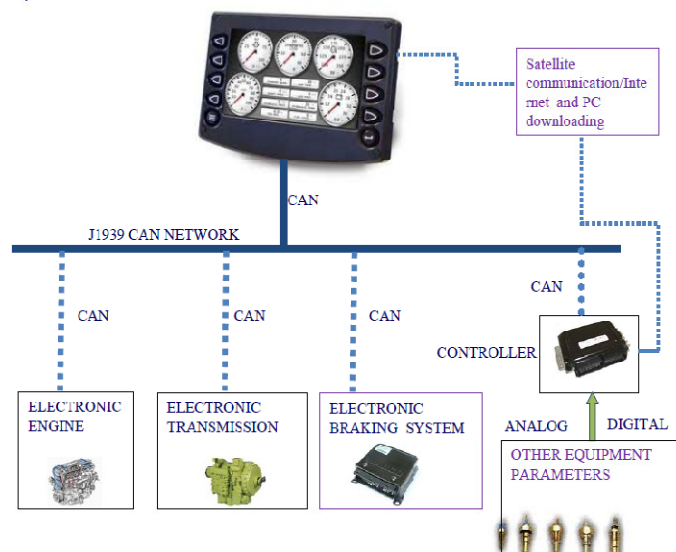 Satellite
communication/Inte
rnet and PC
downloading
CAN
J1939 CAN NETWORK
CAN
CAN
CAN
CAN
CONTROLLER
ELECTRONIC
ENGINE
ELECTRONIC
TRANSMISSION
ELECTRONIC
BRAKING SYSTEM
ANALOG
DIGITAL
OTHER EQUIPMENT
PARAMETERS